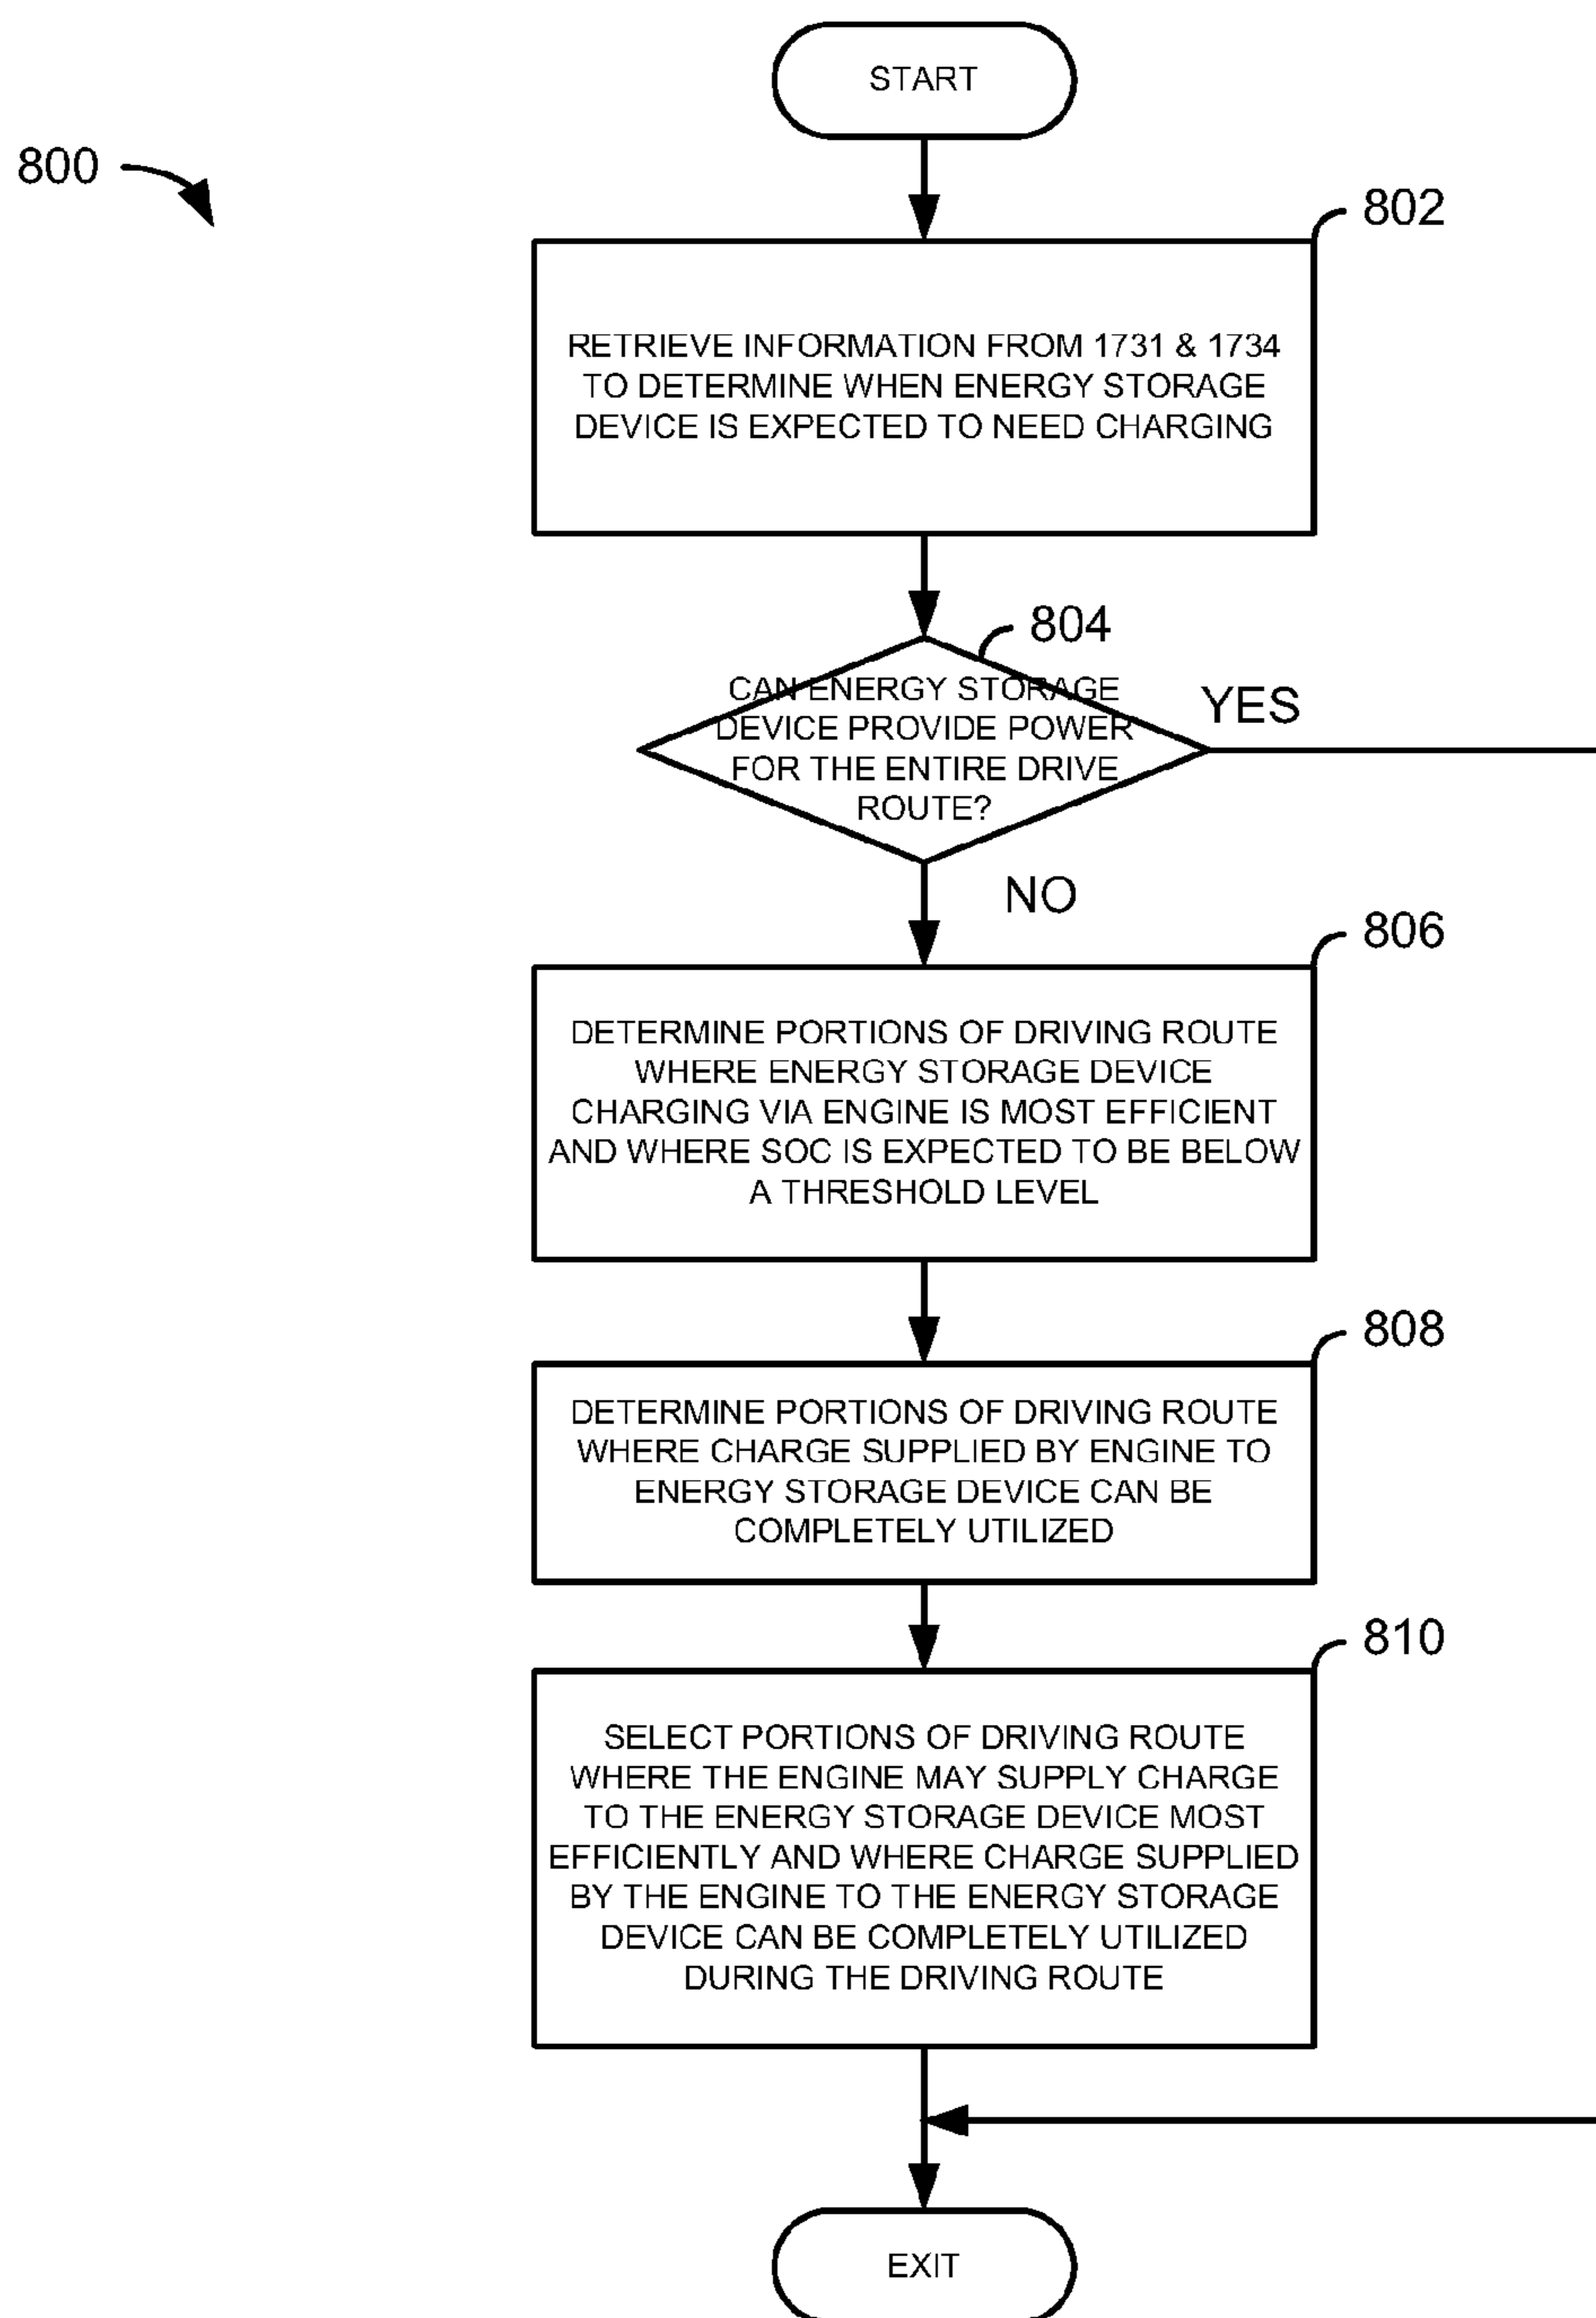 START
800
802
RETRIEVE INFORMATION FROM 1731 & 1734
TO DETERMINE WHEN ENERGY STORAGE
DEVICE IS EXPECTED TO NEED CHARGING
804
CAN ENERGY STORAGE
DEVICE PROVIDE POWER
FOR THE ENTIRE DRIVE
ROUTE?
YES
NO
806
DETERMINE PORTIONS OF DRIVING ROUTE
WHERE ENERGY STORAGE DEVICE
CHARGING VIA ENGINE IS MOST EFFICIENT
AND WHERE SOC IS EXPECTED TO BE BELOW
A THRESHOLD LEVEL
808
DETERMINE PORTIONS OF DRIVING ROUTE
WHERE CHARGE SUPPLIED BY ENGINE TO
ENERGY STORAGE DEVICE CAN BE
COMPLETELY UTILIZED
810
SELECT PORTIONS OF DRIVING ROUTE
WHERE THE ENGINE MAY SUPPLY CHARGE
TO THE ENERGY STORAGE DEVICE MOST
EFFICIENTLY AND WHERE CHARGE SUPPLIED
BY THE ENGINE TO THE ENERGY STORAGE
DEVICE CAN BE COMPLETELY UTILIZED
DURING THE DRIVING ROUTE
EXIT